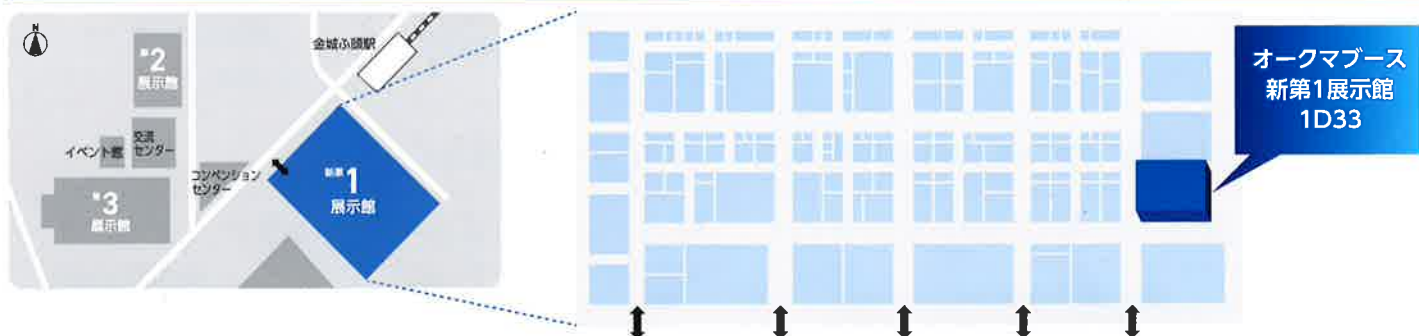 N
金城ふ頭駅
第2
展示館
交流
センター
イベント館
コンベンション
センター
第3
展示館
新第1
展示館
オークマブース
新第1展示館
1D33